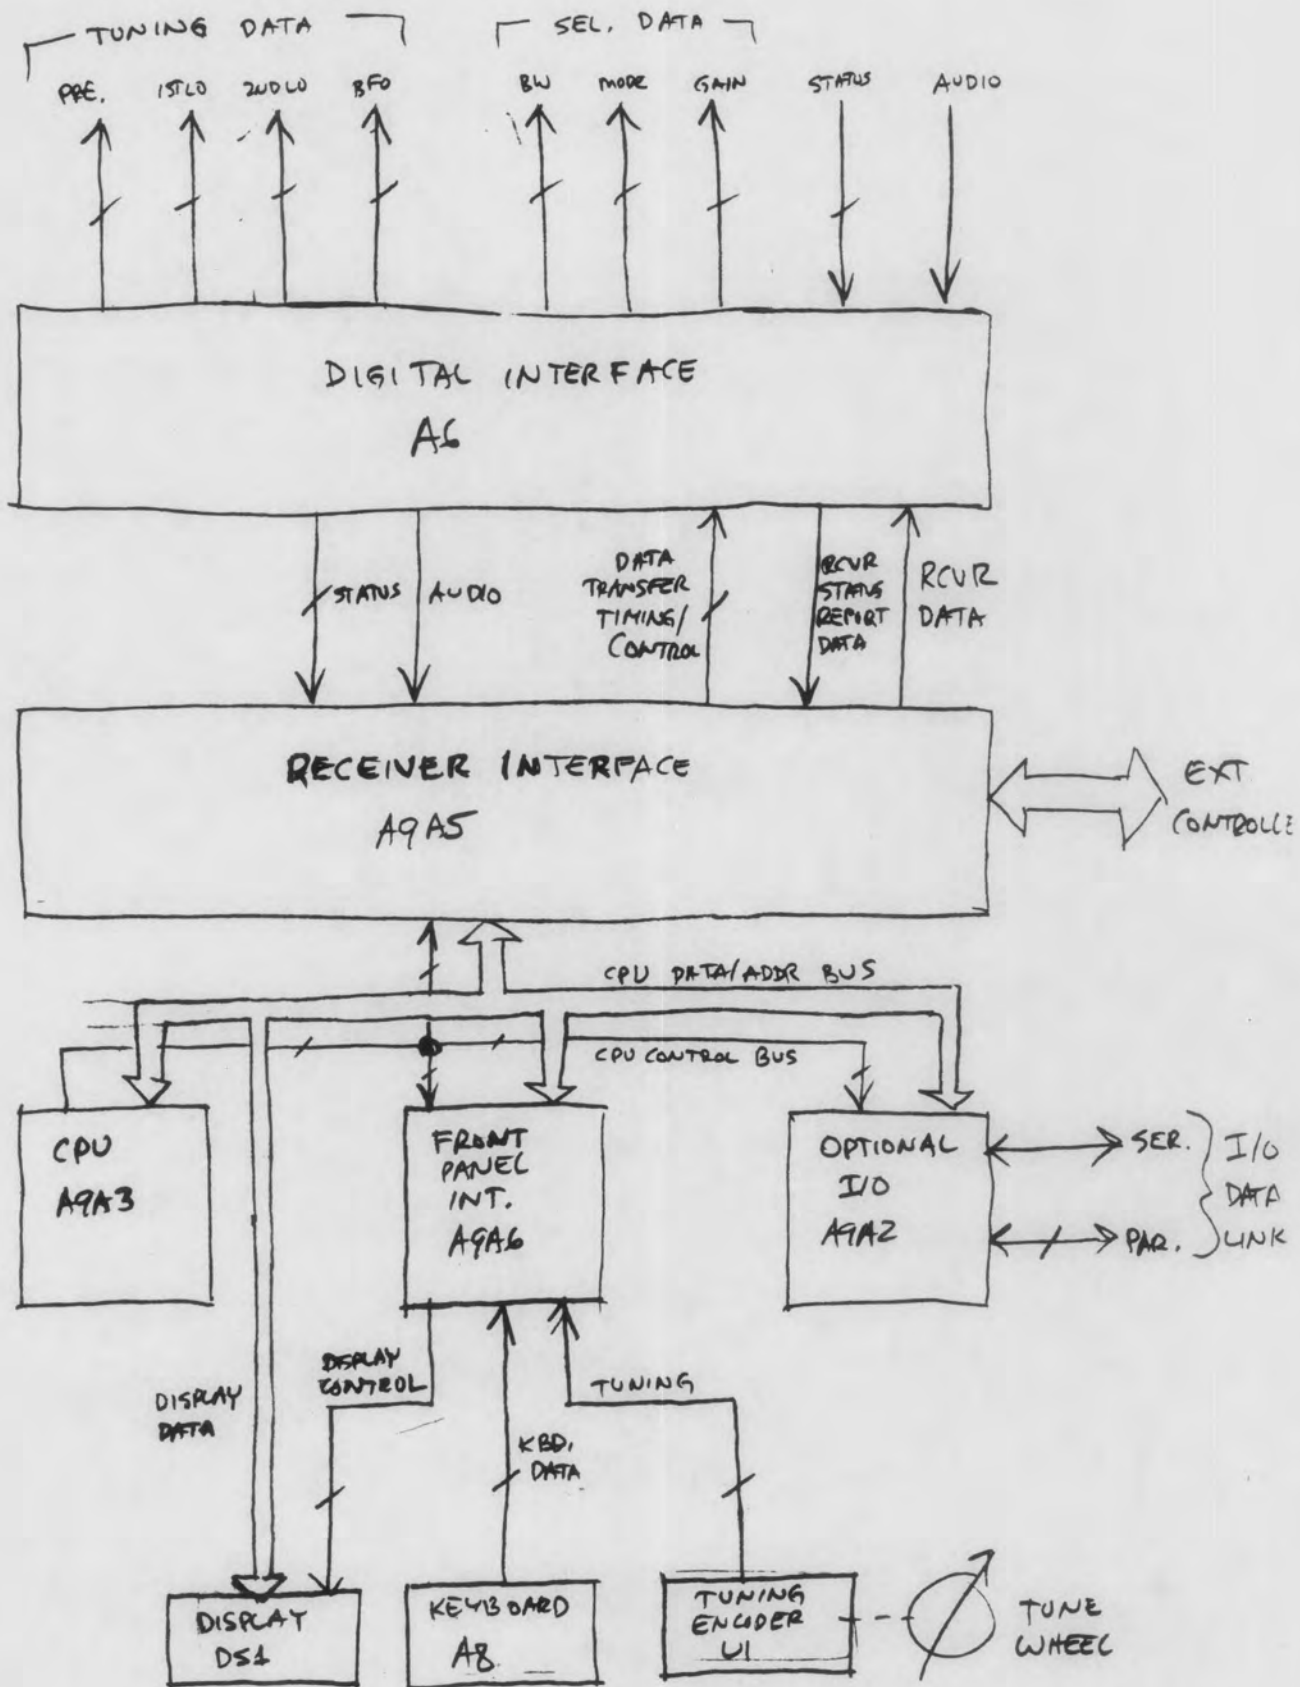 TUNING DATA
SEL. DATA
PRE.
1ST LO
2ND LO
BFO
BW
MODE
GAIN
STATUS
AUDIO
DIGITAL INTERFACE
A6
STATUS
AUDIO
DATA
TRANSFER
TIMING/
CONTROL
RCVR
STATUS
REPORT
DATA
RCVR
DATA
RECEIVER INTERFACE
A9A5
EXT
CONTROLLE
CPU DATA/ADDR BUS
CPU CONTROL BUS
CPU
A9A3
FRONT
PANEL
INT.
A9A6
OPTIONAL
I/O
A9A2
SER.
PAR.
I/O
DATA
LINK
DISPLAY
DATA
DISPLAY
CONTROL
KBD.
DATA
TUNING
DISPLAY
DS1
KEYBOARD
A8
TUNING
ENCODER
U1
TUNE
WHEEL